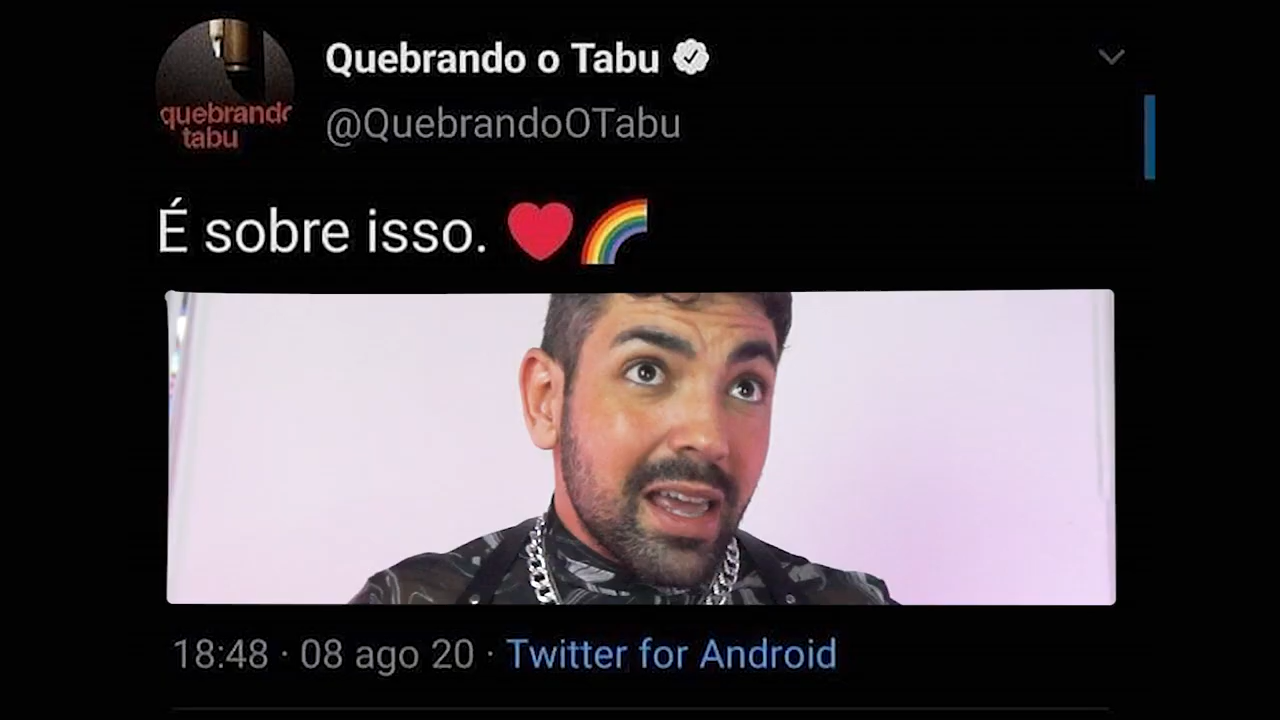 quebrando
tabu
Quebrando o Tabu
@QuebrandoOTabu
É sobre isso. ❤️🌈
18:48 · 08 ago 20 · Twitter for Android